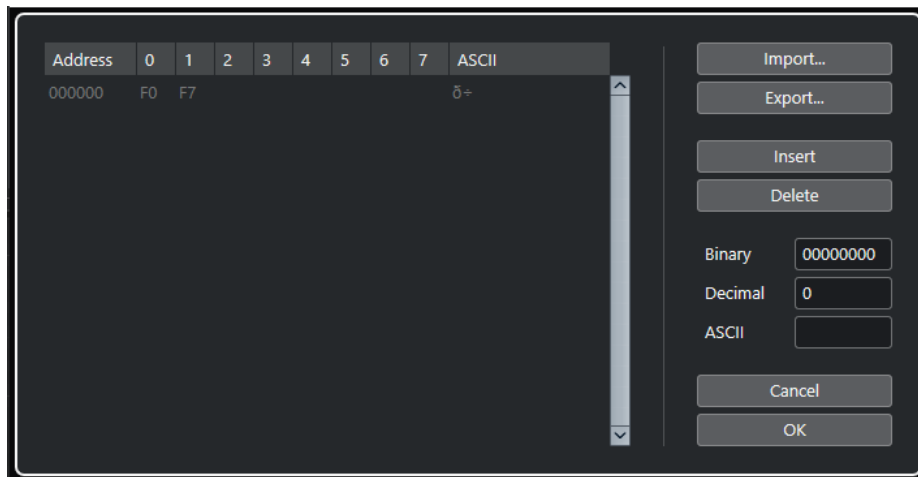 Address 0 1 2 3 4 5 6 7 ASCII
000000 F0 F7 ð÷
Import...
Export...
Insert
Delete
Binary 00000000
Decimal 0
ASCII
Cancel
OK